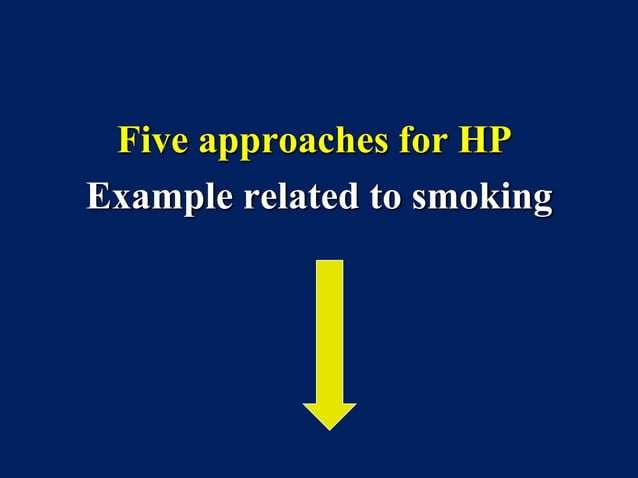 Five approaches for HP
Example related to smoking